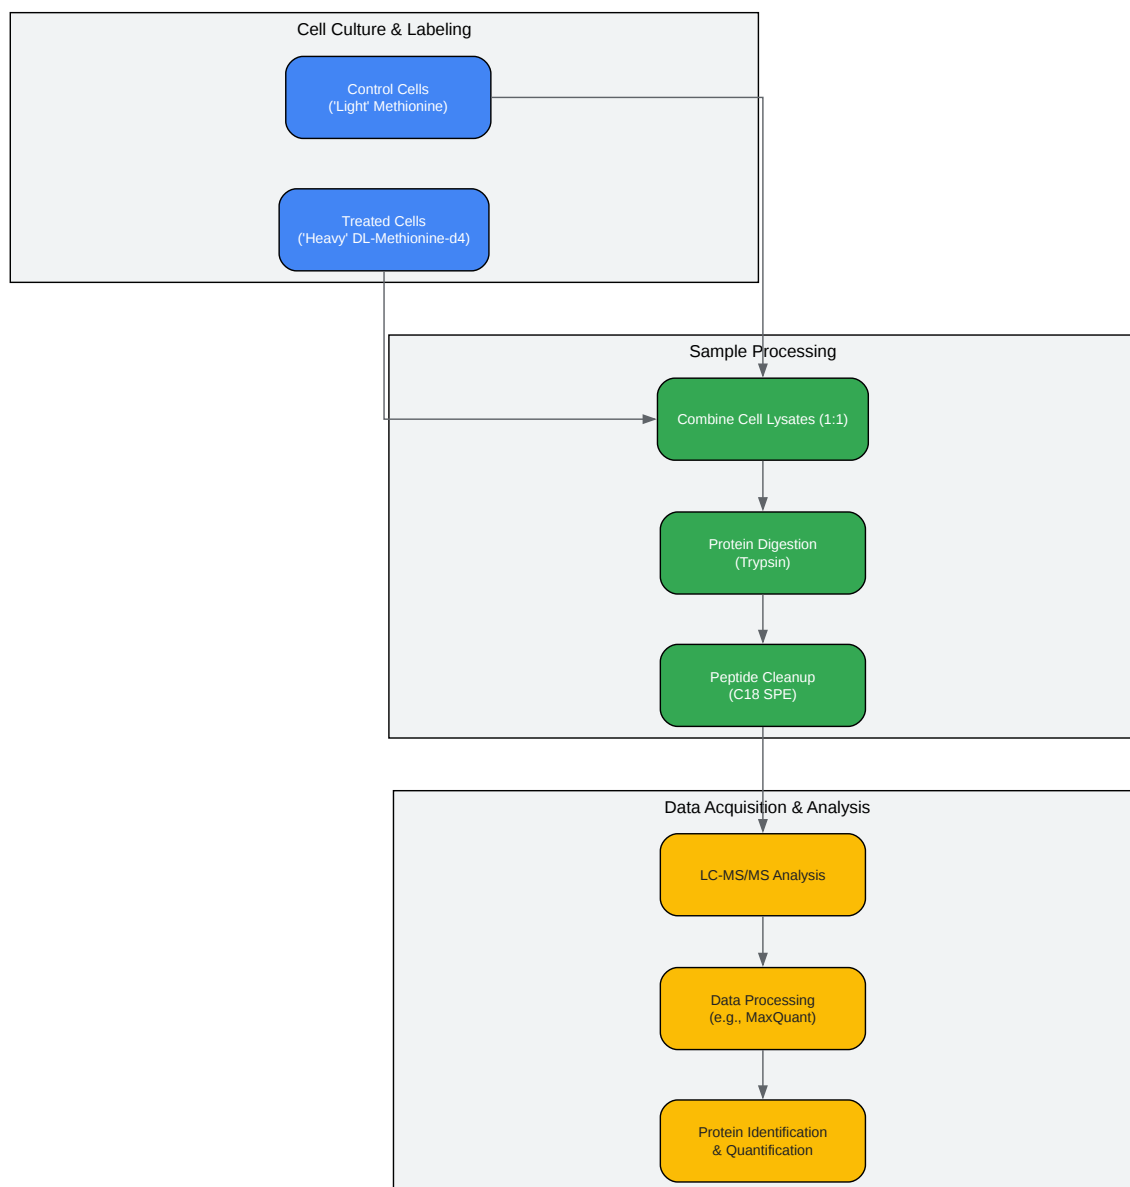 Cell Culture & Labeling
Control Cells
('Light' Methionine)
Treated Cells
('Heavy' DL-Methionine-d4)
Sample Processing
Combine Cell Lysates (1:1)
Protein Digestion
(Trypsin)
Peptide Cleanup
(C18 SPE)
Data Acquisition & Analysis
LC-MS/MS Analysis
Data Processing
(e.g., MaxQuant)
Protein Identification
& Quantification